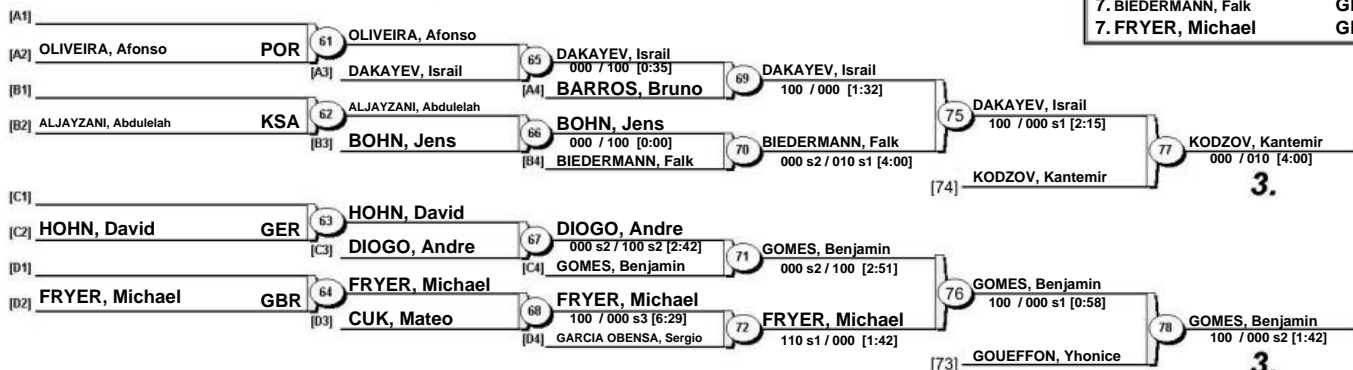 7. BIEDERMANN, Falk
7. FRYER, Michael
[A1]
[A2] OLIVEIRA, Afonso POR
61 OLIVEIRA, Afonso
[A3] DAKAYEV, Israil
65 DAKAYEV, Israil
000 / 100 [0:35]
[A4] BARROS, Bruno
69 DAKAYEV, Israil
100 / 000 [1:32]
[B1]
[B2] ALJAYZANI, Abdulelah KSA
62 ALJAYZANI, Abdulelah
[B3] BOHN, Jens
66 BOHN, Jens
000 / 100 [0:00]
[B4] BIEDERMANN, Falk
70 BIEDERMANN, Falk
000 s2 / 010 s1 [4:00]
75 DAKAYEV, Israil
100 / 000 s1 [2:15]
[74] KODZOV, Kantemir
77 KODZOV, Kantemir
000 / 010 [4:00]
3.
[C1]
[C2] HOHN, David GER
63 HOHN, David
[C3] DIOGO, Andre
67 DIOGO, Andre
000 s2 / 100 s2 [2:42]
[C4] GOMES, Benjamin
71 GOMES, Benjamin
000 s2 / 100 [2:51]
[D1]
[D2] FRYER, Michael GBR
64 FRYER, Michael
[D3] CUK, Mateo
68 FRYER, Michael
100 / 000 s3 [6:29]
[D4] GARCIA OBENSA, Sergio
72 FRYER, Michael
110 s1 / 000 [1:42]
76 GOMES, Benjamin
100 / 000 s1 [0:58]
[73] GOUEFFON, Yhonice
78 GOMES, Benjamin
100 / 000 s2 [1:42]
3.